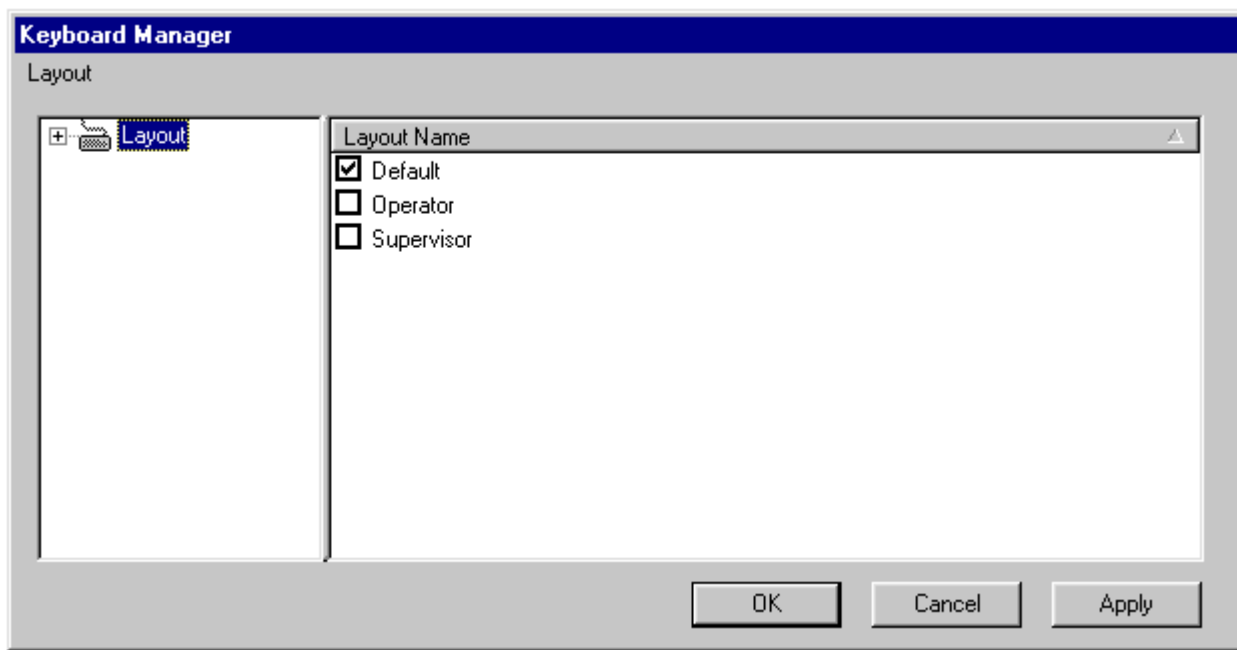 Keyboard Manager
Layout
Layout
Layout Name
Default
Operator
Supervisor
OK Cancel Apply